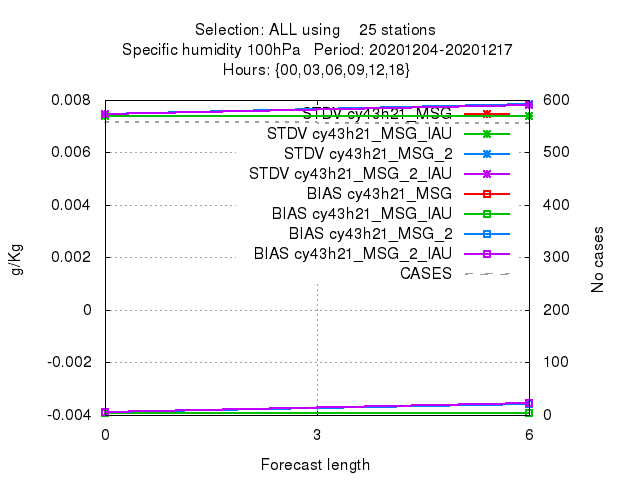 Selection: ALL using 25 stations
Specific humidity 100hPa Period: 20201204-20201217
Hours: {00,03,06,09,12,18}
0.008
0.006
0.004
0.002
0
-0.002
-0.004
g/Kg
STDV cy43h21_MSG
STDV cy43h21_MSG_IAU
STDV cy43h21_MSG_2
STDV cy43h21_MSG_2_IAU
BIAS cy43h21_MSG
BIAS cy43h21_MSG_IAU
BIAS cy43h21_MSG_2
BIAS cy43h21_MSG_2_IAU
CASES
600
500
400
300
200
100
0
No cases
0 3 6
Forecast length